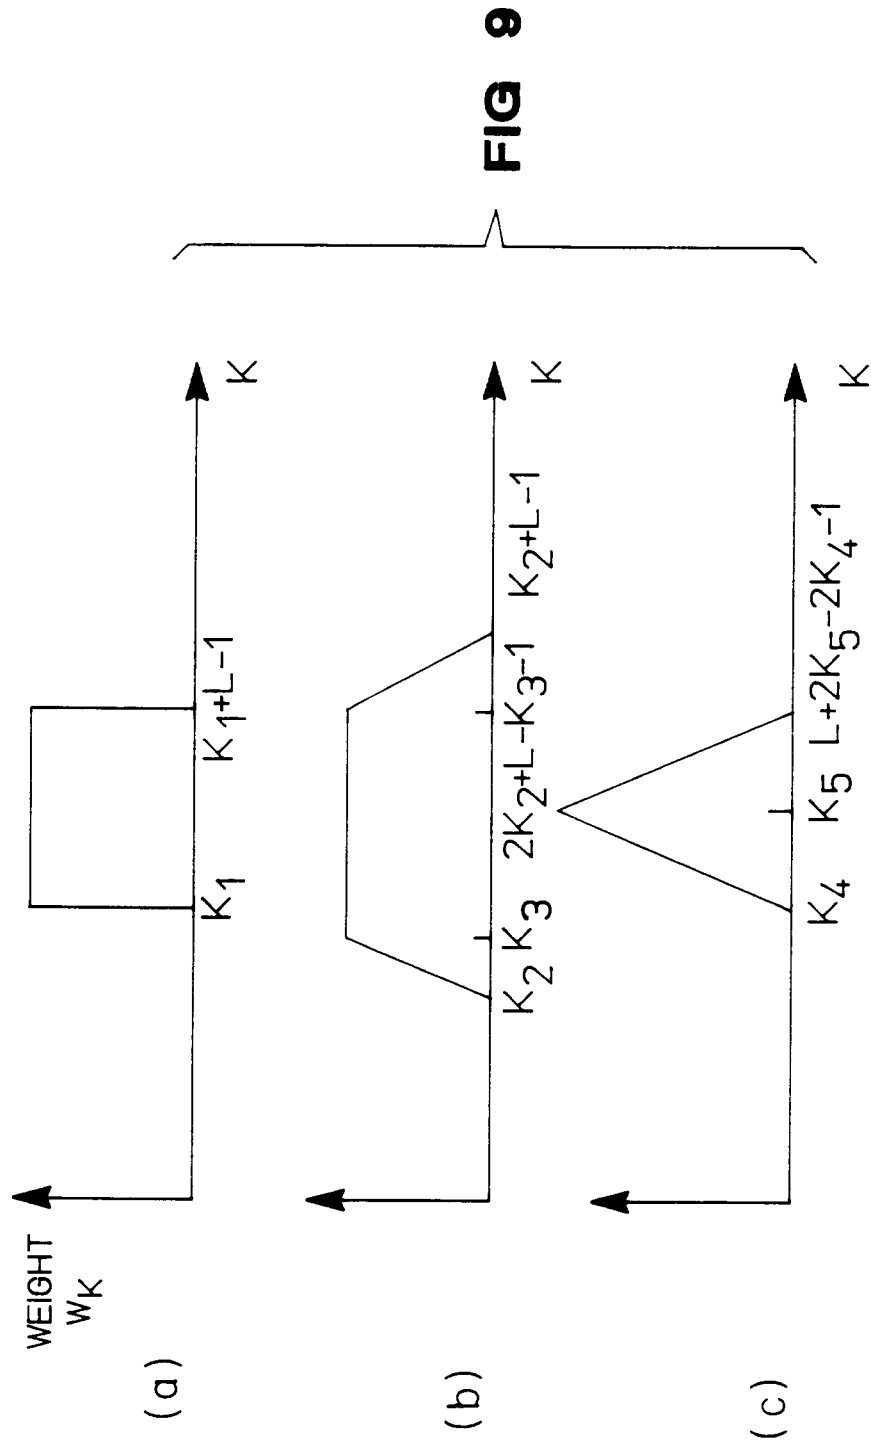 WEIGHT
W_K
(a)
K_1
K_1+L-1
K
(b)
K_2
K_3
2K_2+L-K_3-1
K_2+L-1
K
(c)
K_4
K_5
L+2K_5-2K_4-1
K
FIG 9